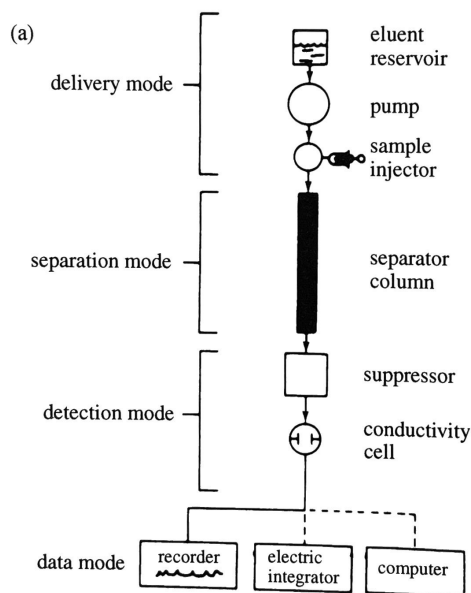 (a)
delivery mode
eluent
reservoir
pump
sample
injector
separation mode
separator
column
detection mode
suppressor
conductivity
cell
data mode
recorder
electric
integrator
computer